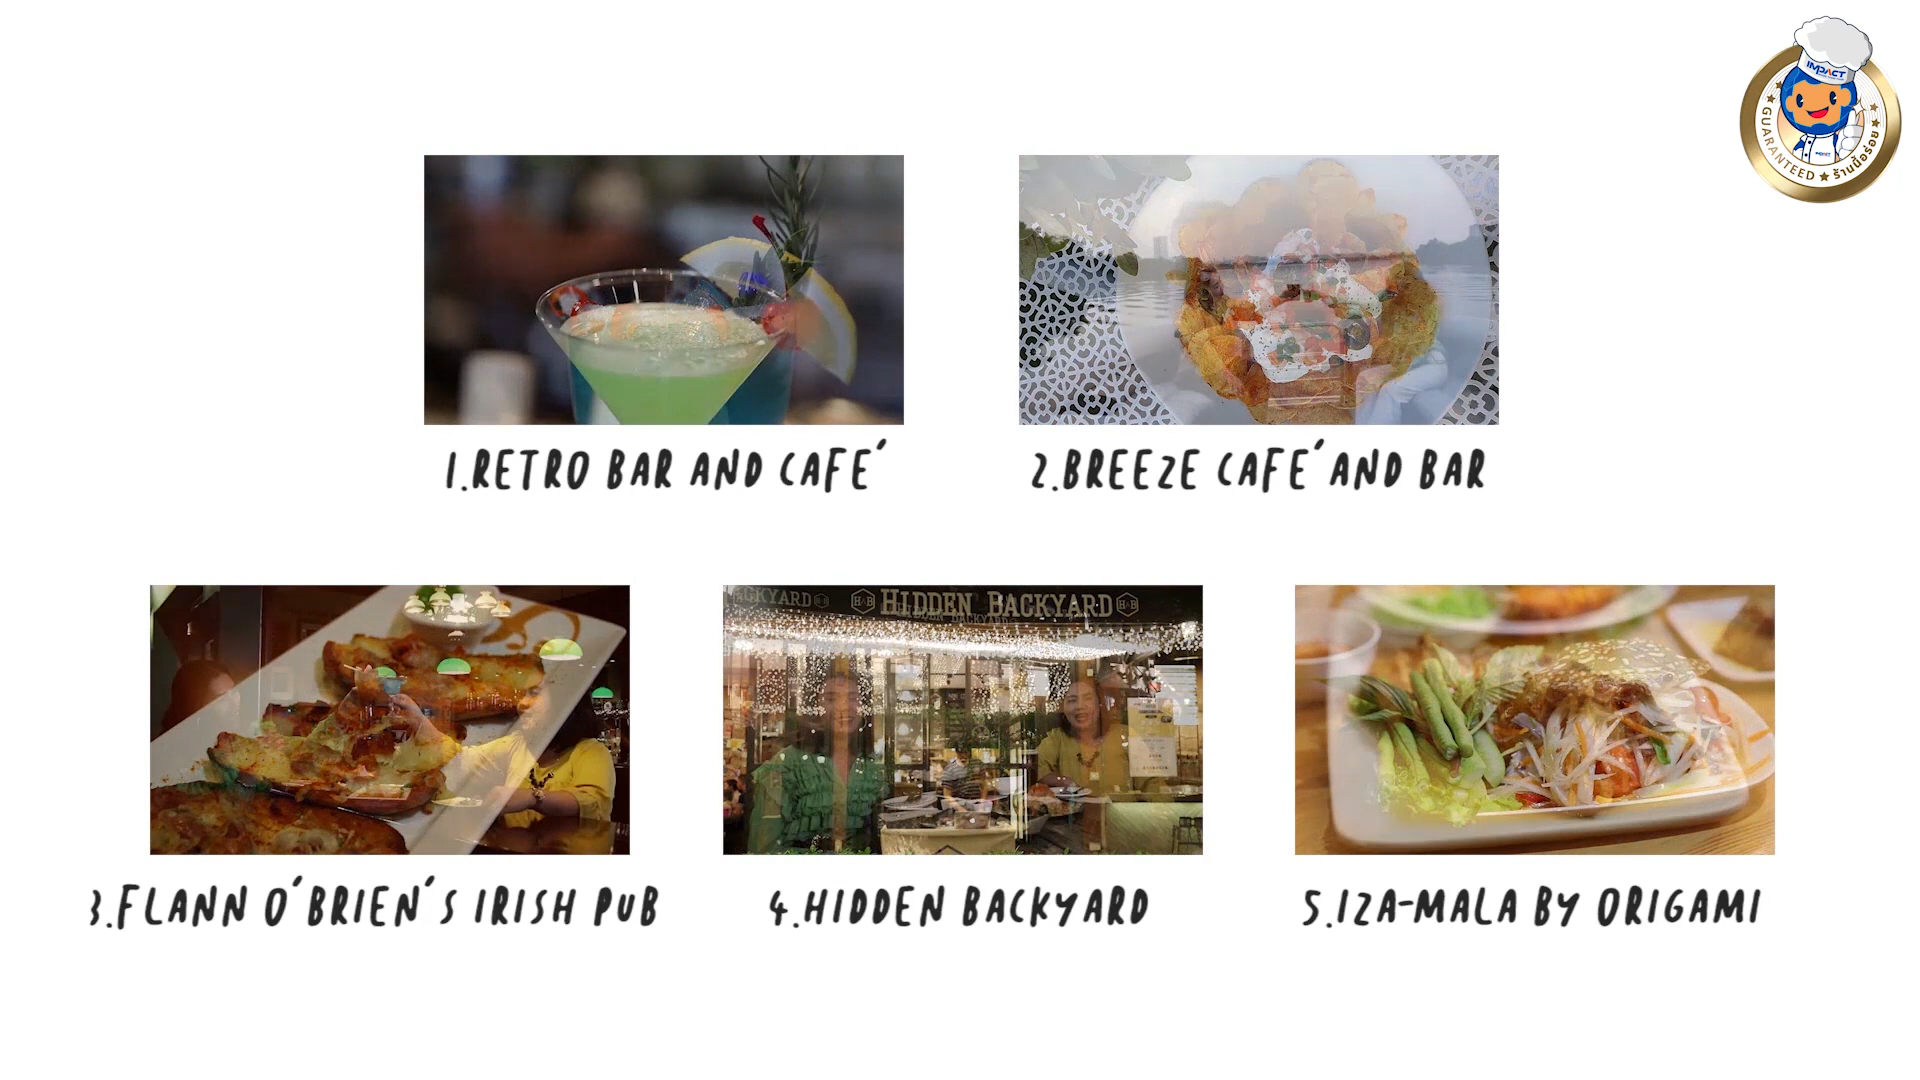 IMPACT
GUARANTEED ★ ร้านนี้อร่อย
1.RETRO BAR AND CAFE´
2.BREEZE CAFE´AND BAR
HIDDEN BACKYARD
3.FLANN O´BRIEN´S IRISH PUB
4.HIDDEN BACKYARD
5.IZA-MALA BY ORIGAMI